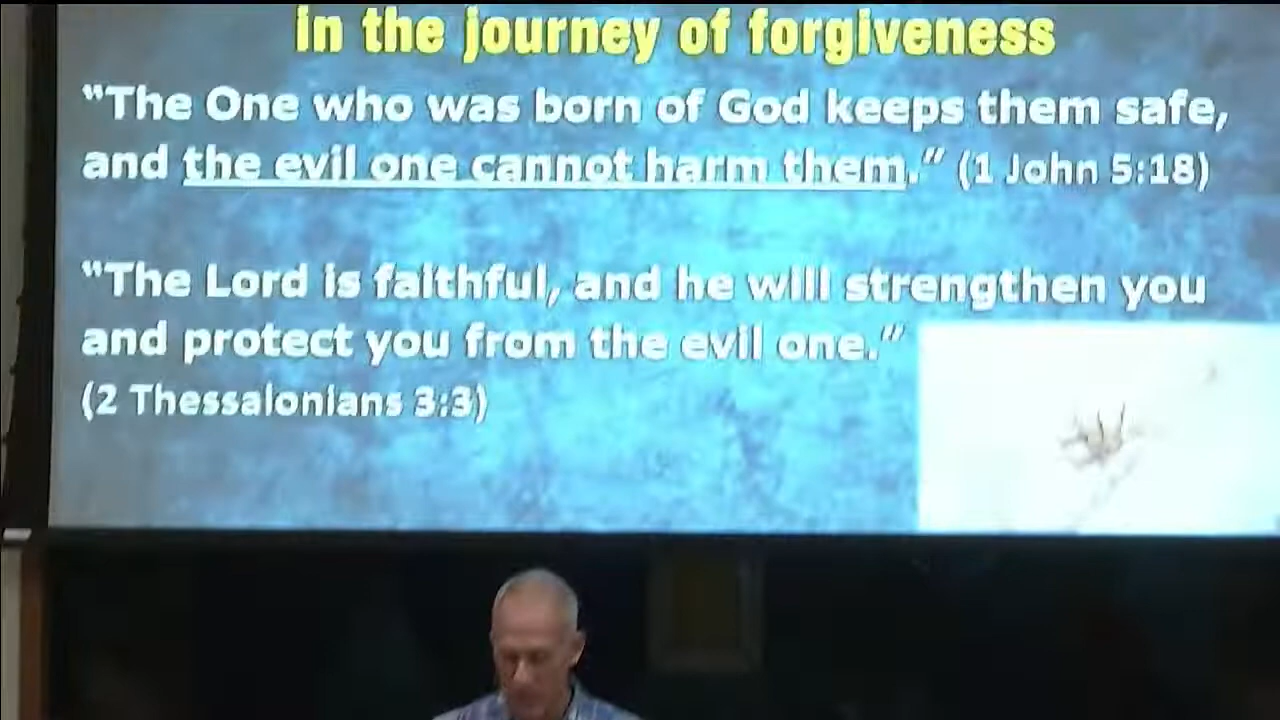 in the journey of forgiveness
"The One who was born of God keeps them safe,
and the evil one cannot harm them." (1 John 5:18)
"The Lord is faithful, and he will strengthen you
and protect you from the evil one."
(2 Thessalonians 3:3)